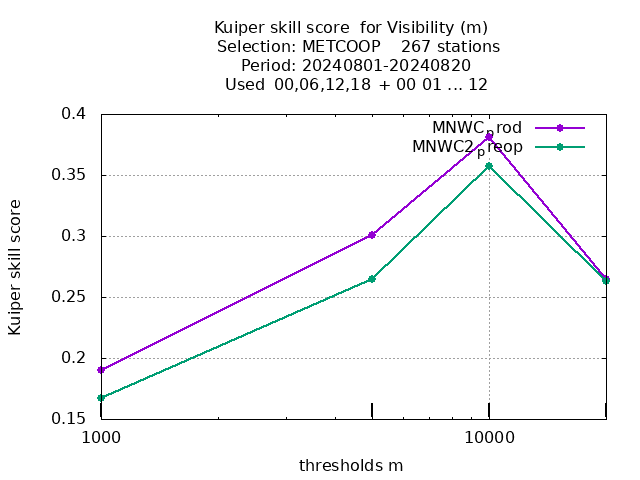 Kuiper skill score  for Visibility (m)
Selection: METCOOP    267 stations
Period: 20240801-20240820
Used  00,06,12,18  + 00 01 ... 12
MNWC_prod
MNWC2_preop
0.4
0.35
0.3
0.25
0.2
0.15
Kuiper skill score
1000
10000
thresholds m